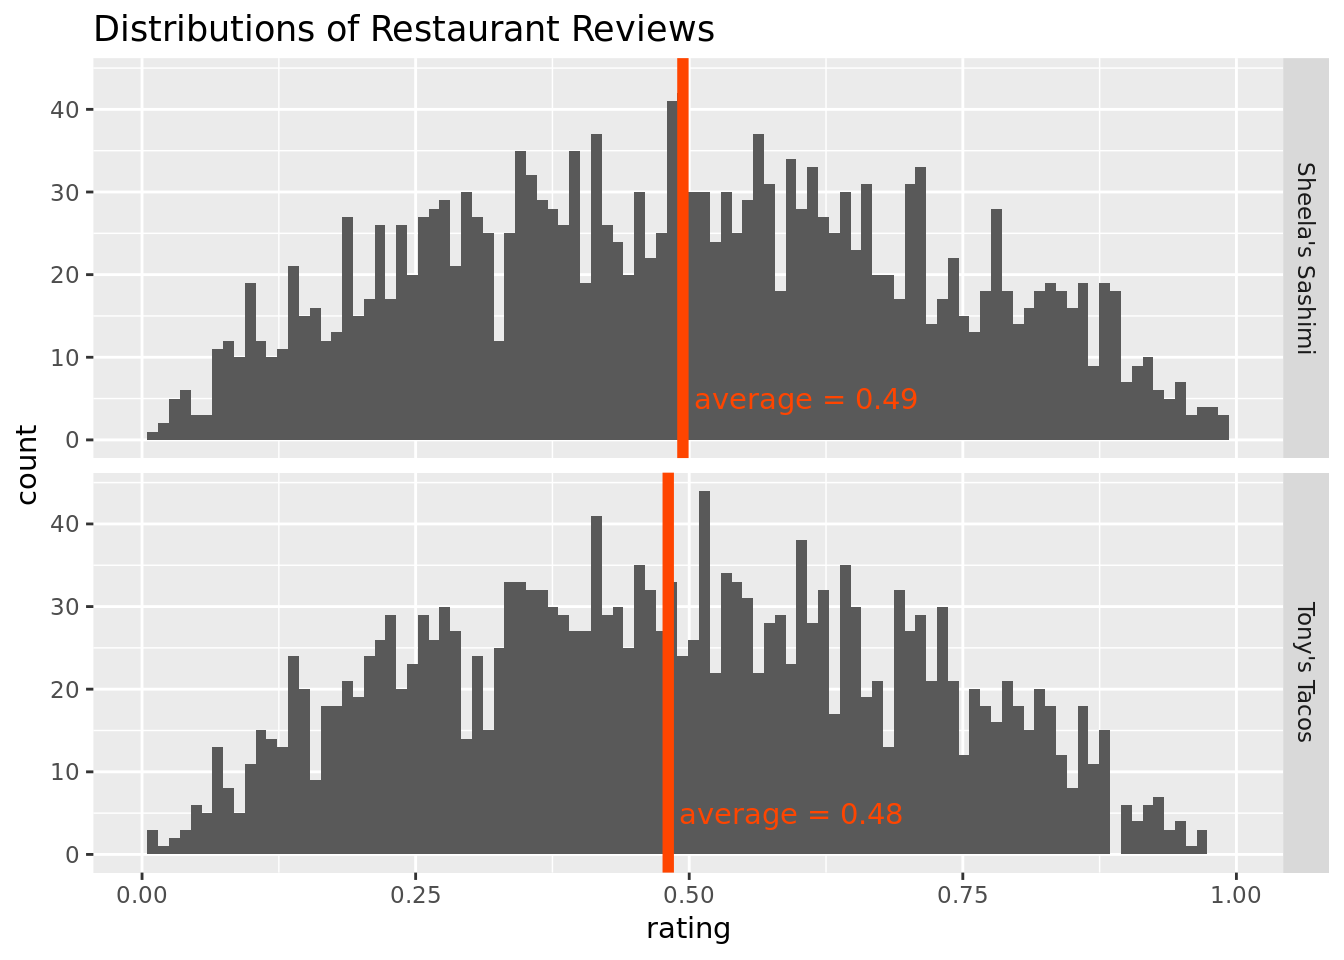 Distributions of Restaurant Reviews
count
40
30
20
10
0
average = 0.49
Sheela's Sashimi
40
30
20
10
0
average = 0.48
Tony's Tacos
0.00 0.25 0.50 0.75 1.00
rating